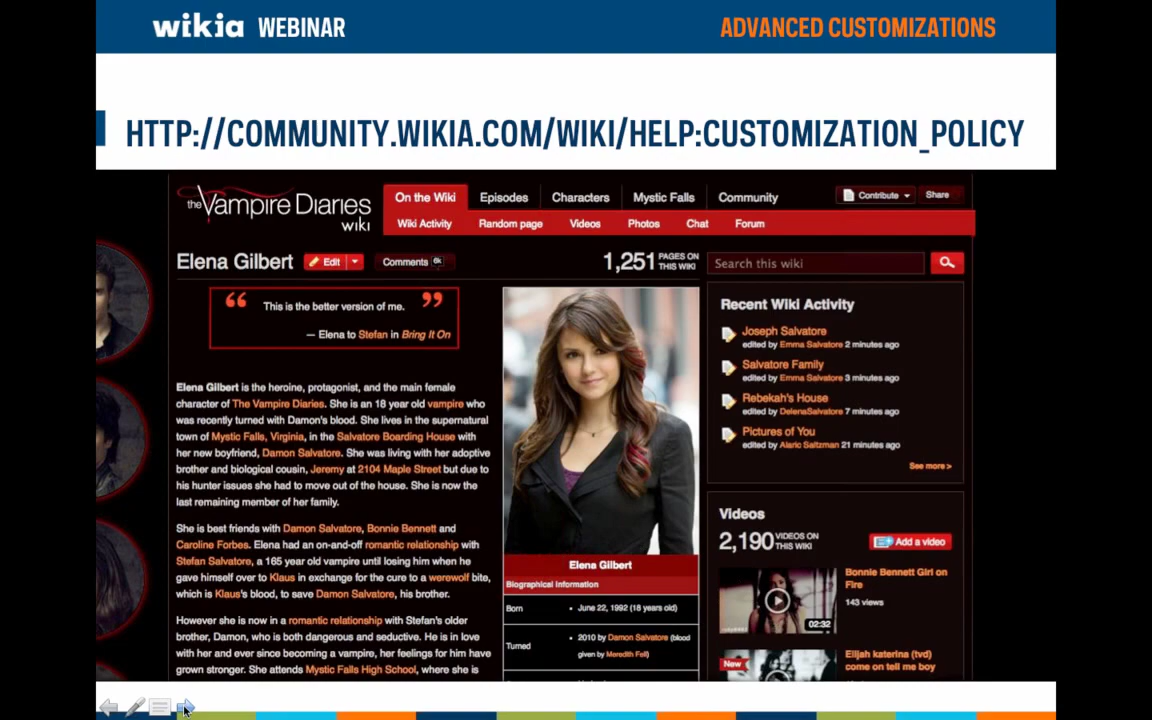 wikia WEBINAR
ADVANCED CUSTOMIZATIONS
HTTP://COMMUNITY.WIKIA.COM/WIKI/HELP:CUSTOMIZATION_POLICY
the Vampire Diaries
wiki
On the Wiki
Episodes
Characters
Mystic Falls
Community
Contribute
Share
Wiki Activity
Random page
Videos
Photos
Chat
Forum
Elena Gilbert
Edit
Comments 6k
1,251 PAGES ON
THIS WIKI
Search this wiki
“ This is the better version of me. ”
— Elena to Stefan in Bring It On
Elena Gilbert is the heroine, protagonist, and the main female
character of The Vampire Diaries. She is an 18 year old vampire who
was recently turned with Damon's blood. She lives in the supernatural
town of Mystic Falls, Virginia, in the Salvatore Boarding House with
her new boyfriend, Damon Salvatore. She was living with her adoptive
brother and biological cousin, Jeremy at 2104 Maple Street but due to
his hunter issues she had to move out of the house. She is now the
last remaining member of her family.
She is best friends with Damon Salvatore, Bonnie Bennett and
Caroline Forbes. Elena had an on-and-off romantic relationship with
Stefan Salvatore, a 165 year old vampire until losing him when he
gave himself over to Klaus in exchange for the cure to a werewolf bite,
which is Klaus's blood, to save Damon Salvatore, his brother.
However she is now in a romantic relationship with Stefan's older
brother, Damon, who is both dangerous and seductive. He is in love
with her and ever since becoming a vampire, her feelings for him have
grown stronger. She attends Mystic Falls High School, where she is
Elena Gilbert
Biographical Information
Born
• June 22, 1992 (18 years old)
Turned
• 2010 by Damon Salvatore (blood
given by Meredith Fell)
Recent Wiki Activity
Joseph Salvatore
edited by Emma Salvatore 2 minutes ago
Salvatore Family
edited by Emma Salvatore 3 minutes ago
Rebekah's House
edited by DelenaSalvatore 7 minutes ago
Pictures of You
edited by Alaric Saltzman 21 minutes ago
See more >
Videos
2,190 VIDEOS ON
THIS WIKI
Add a video
02:32
Bonnie Bennett Girl on
Fire
143 views
New
Elijah katerina (tvd)
come on tell me boy